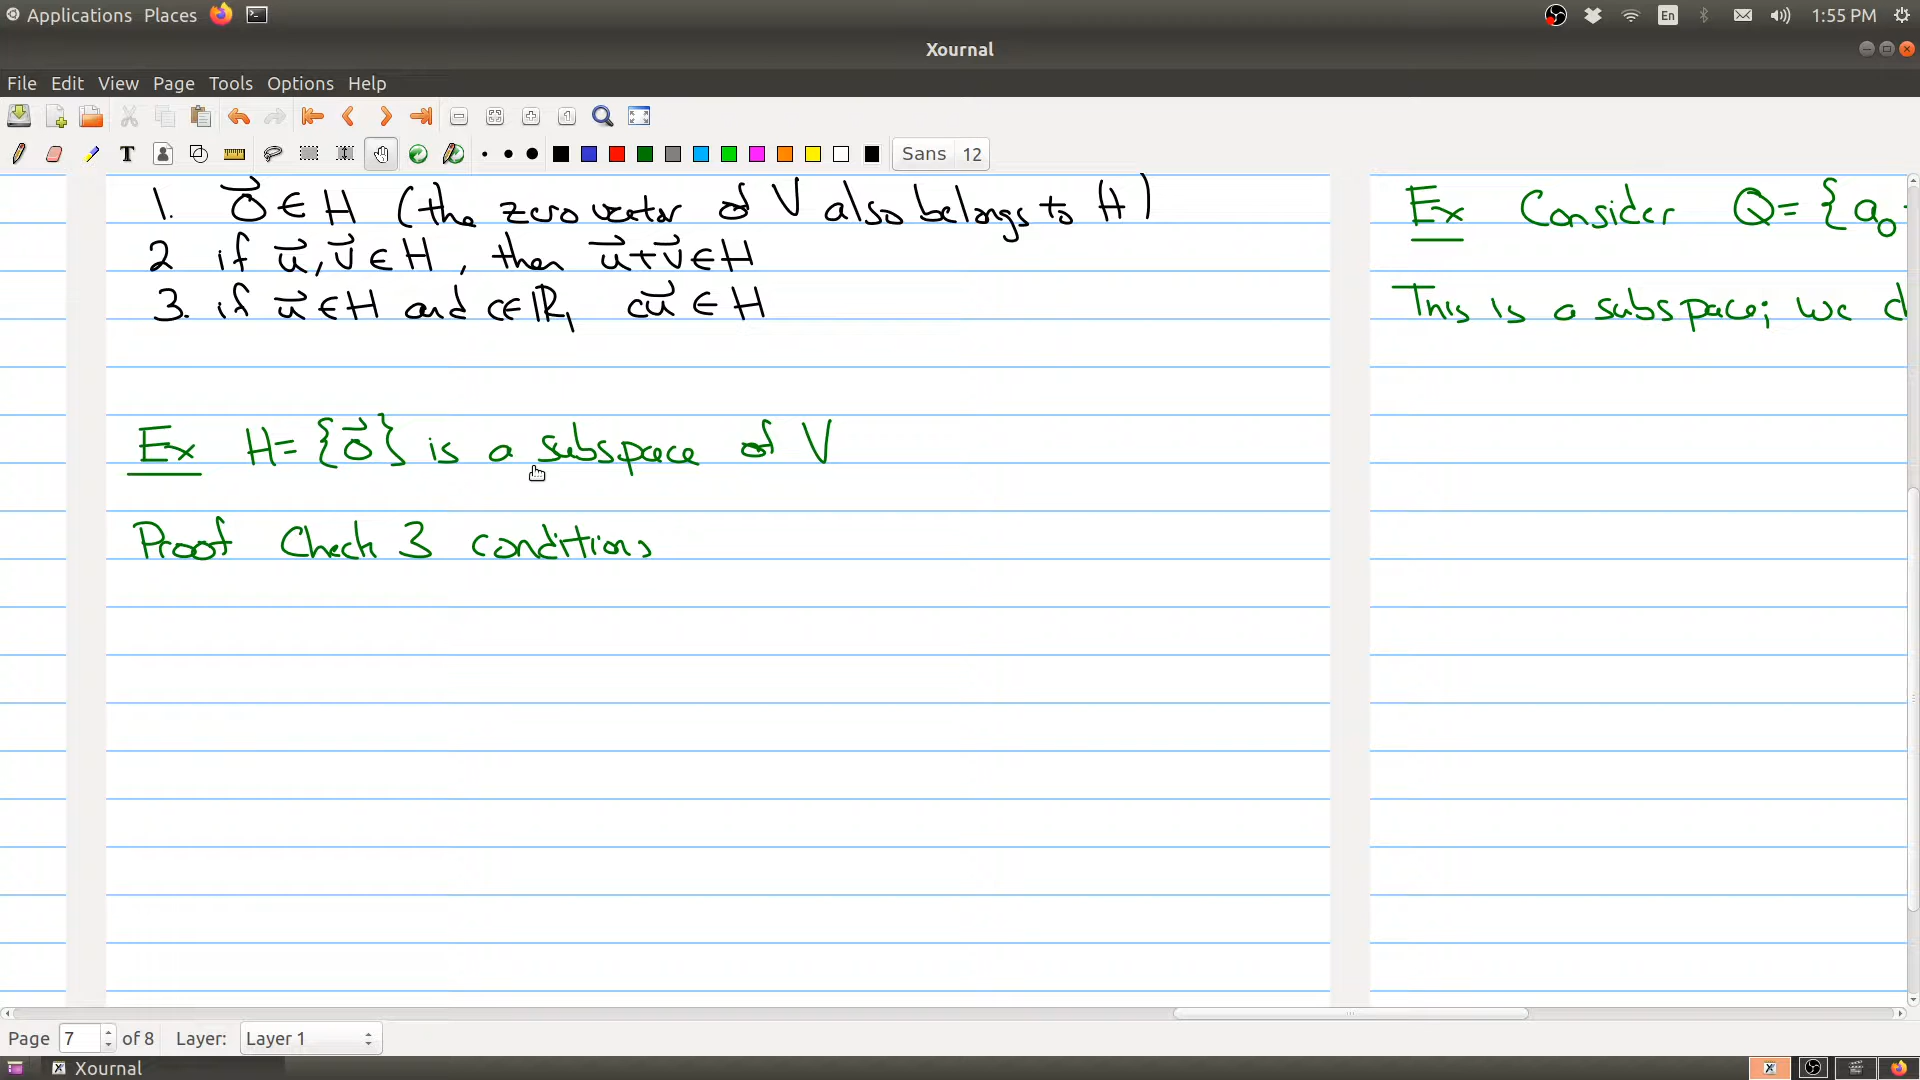 Applications Places 1:55 PM
En
Xournal
File Edit View Page Tools Options Help
Sans 12
1. 0⃗ ∈ H (the zero vector of V also belongs to H)
2 if u⃗, v⃗ ∈ H, then u⃗+v⃗ ∈ H
3. if u⃗ ∈ H and c∈ℝ, cu⃗ ∈ H
Ex H= {0⃗} is a subspace of V
Proof Check 3 conditions
Ex Consider Q= {a₀
This is a subspace; we
Page 7 of 8 Layer: Layer 1
Xournal